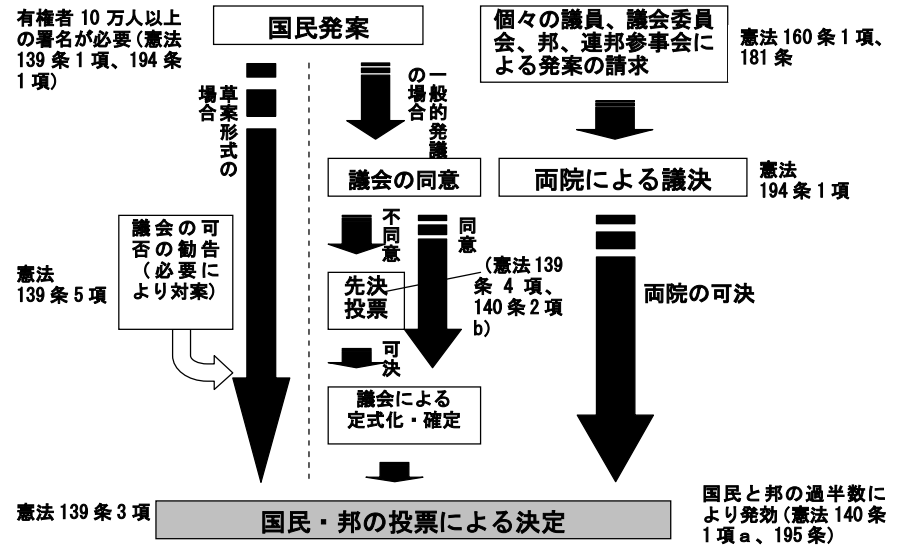 有権者 10 万人以上
の署名が必要（憲法
139 条 1 項、194 条
1 項）
国民発案
個々の議員、議会委員
会、邦、連邦参事会に
よる発案の請求
憲法 160 条 1 項、
181 条
草案形式の
場合
一般的発議
の場合
議会の同意
両院による議決
憲法
194 条 1 項
議会の可
否の勧告
（必要に
より対案）
憲法
139 条 5 項
不同意
同意
先決
投票
（憲法 139
条 4 項、
140 条 2 項
b）
両院の可決
可決
議会による
定式化・確定
憲法 139 条 3 項
国民・邦の投票による決定
国民と邦の過半数に
より発効（憲法 140 条
1 項ａ、195 条）